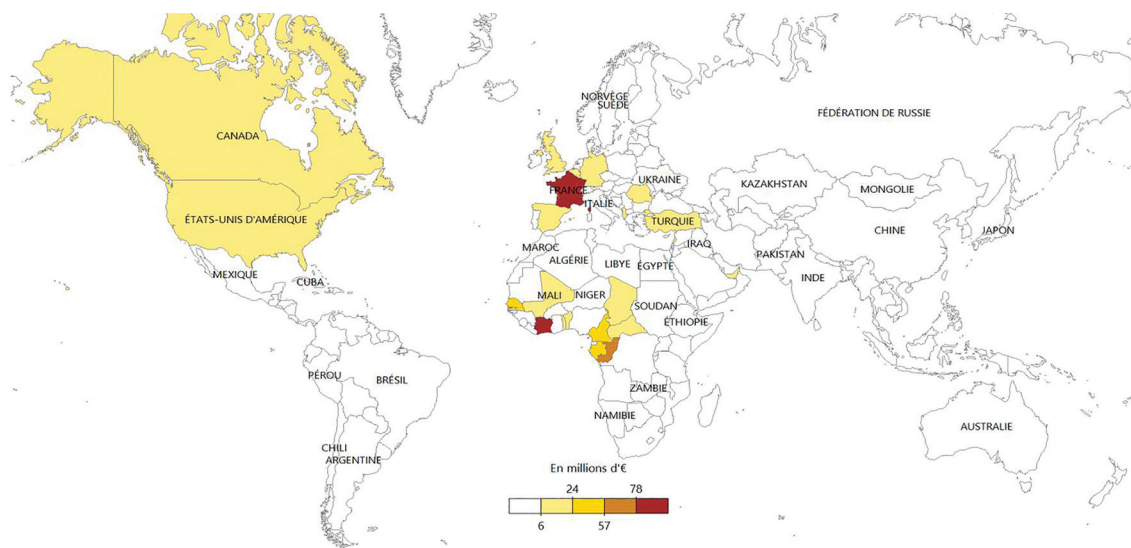 NORVÈGE
SUÈDE
FÉDÉRATION DE RUSSIE
CANADA
UKRAINE
KAZAKHSTAN
MONGOLIE
FRANCE
ITALIE
ÉTATS-UNIS D'AMÉRIQUE
TURQUIE
CHINE
JAPON
MAROC
IRAQ
PAKISTAN
ALGÉRIE
LIBYE
ÉGYPTE
MEXIQUE
INDE
CUBA
MALI
NIGER
SOUDAN
ÉTHIOPIE
PÉROU
BRÉSIL
ZAMBIE
NAMIBIE
AUSTRALIE
CHILI
ARGENTINE
En millions d'€
24 78
6 57